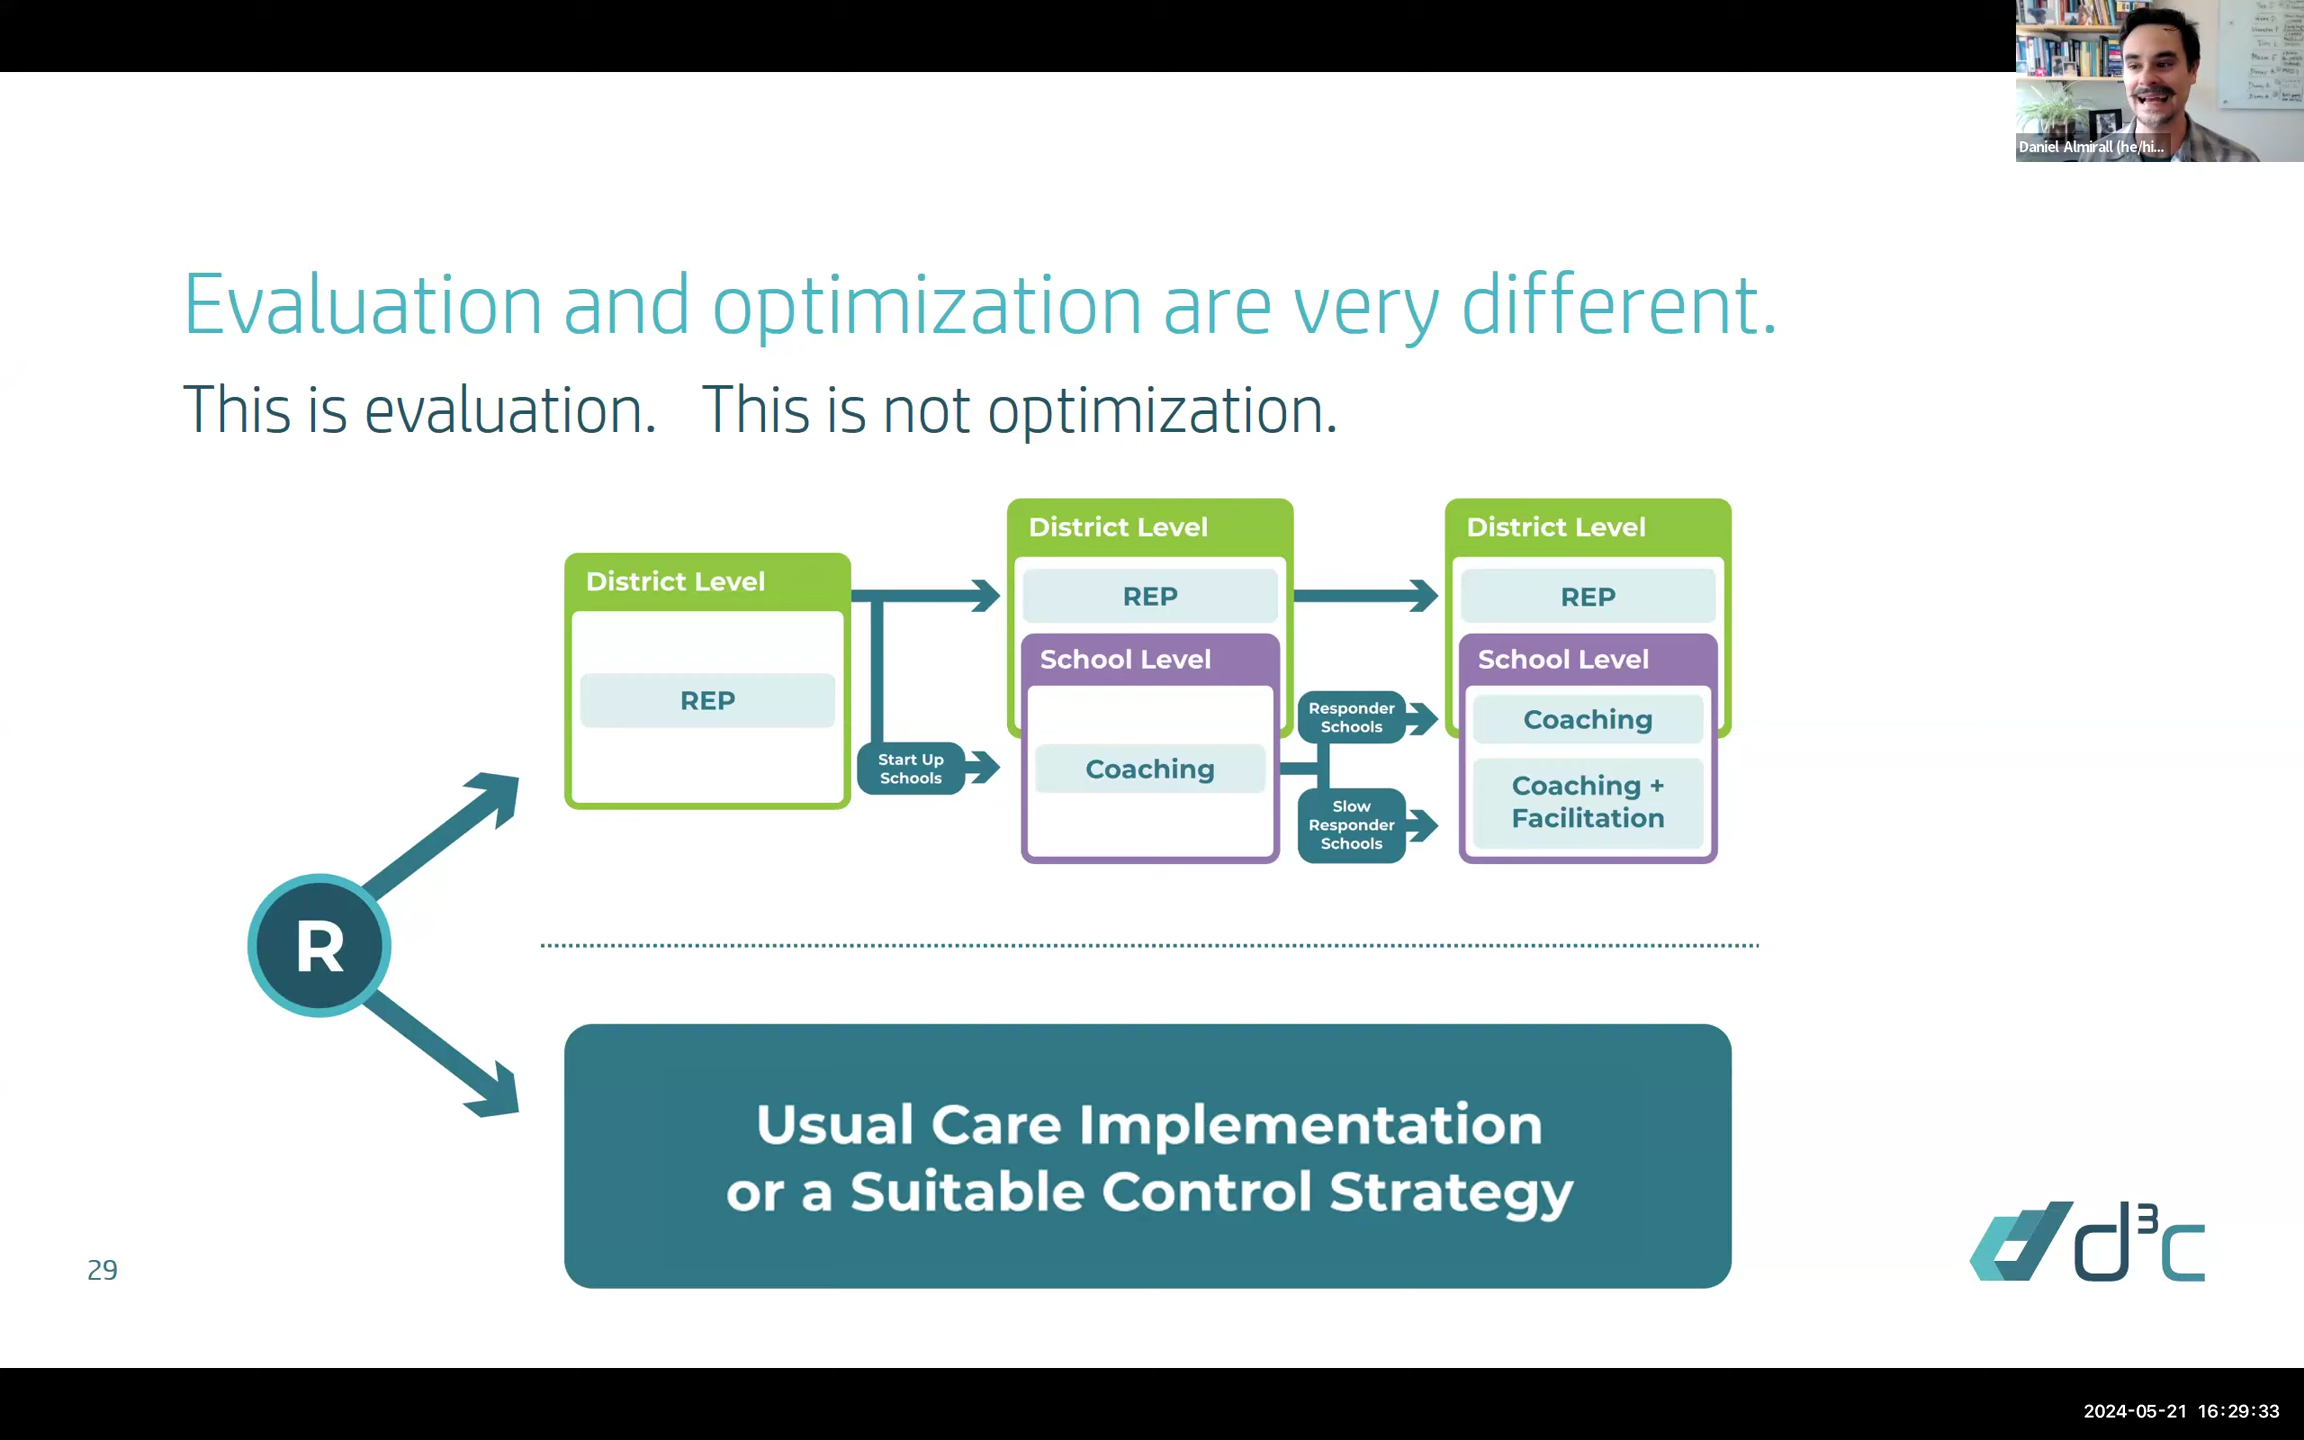 Daniel Almirall (he/hi...
Evaluation and optimization are very different.
This is evaluation. This is not optimization.
District Level
REP
Start Up
Schools
District Level
REP
School Level
Coaching
Responder
Schools
Slow
Responder
Schools
District Level
REP
School Level
Coaching
Coaching +
Facilitation
R
Usual Care Implementation
or a Suitable Control Strategy
29
d³c
2024-05-21 16:29:33